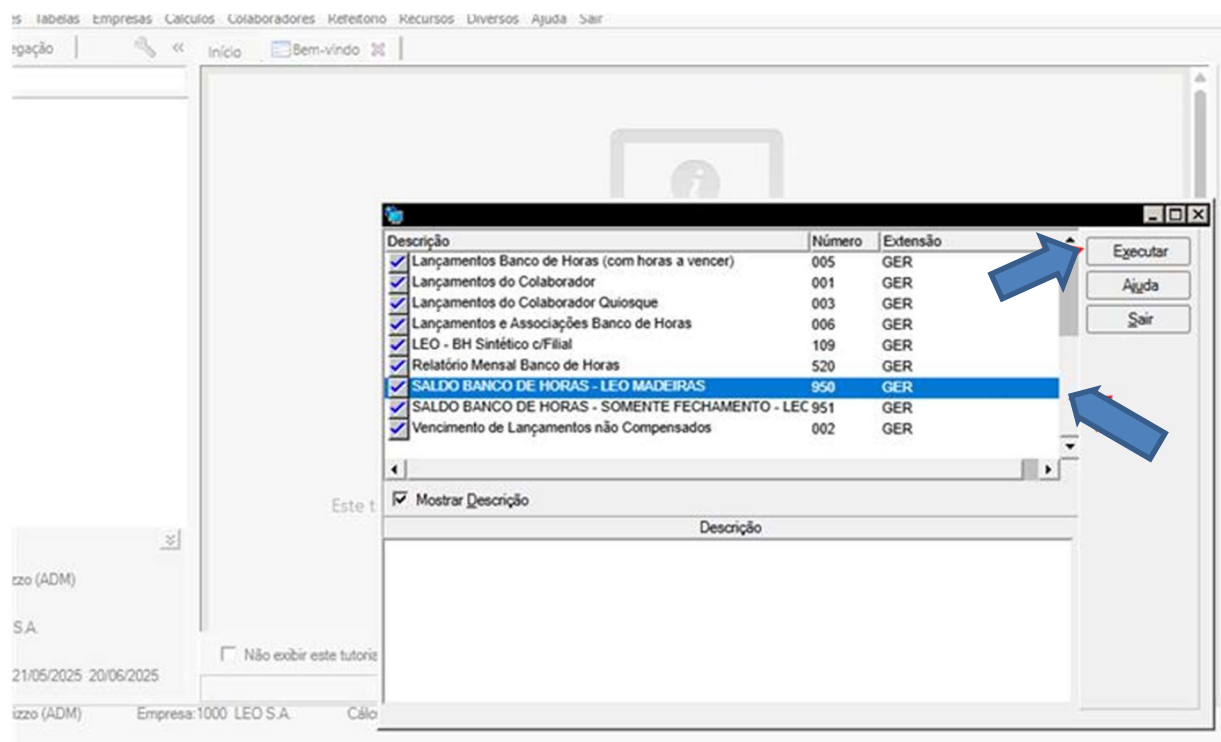 es Tabelas Empresas Cálculos Colaboradores Refeitório Recursos Diversos Ajuda Sair
egação « Início Bem-vindo
Descrição Número Extensão
Executar
Lançamentos Banco de Horas (com horas a vencer) 005 GER
Lançamentos do Colaborador 001 GER
Ajuda
Lançamentos do Colaborador Quiosque 003 GER
Lançamentos e Associações Banco de Horas 006 GER
Sair
LEO - BH Sintético c/Filial 109 GER
Relatório Mensal Banco de Horas 520 GER
SALDO BANCO DE HORAS - LEO MADEIRAS 950 GER
SALDO BANCO DE HORAS - SOMENTE FECHAMENTO - LEO 951 GER
Vencimento de Lançamentos não Compensados 002 GER
Este t
Mostrar Descrição
Descrição
zzo (ADM)
S.A.
Não exibir este tutoria
21/05/2025 20/06/2025
izzo (ADM) Empresa:1000 LEO S.A. Cálc